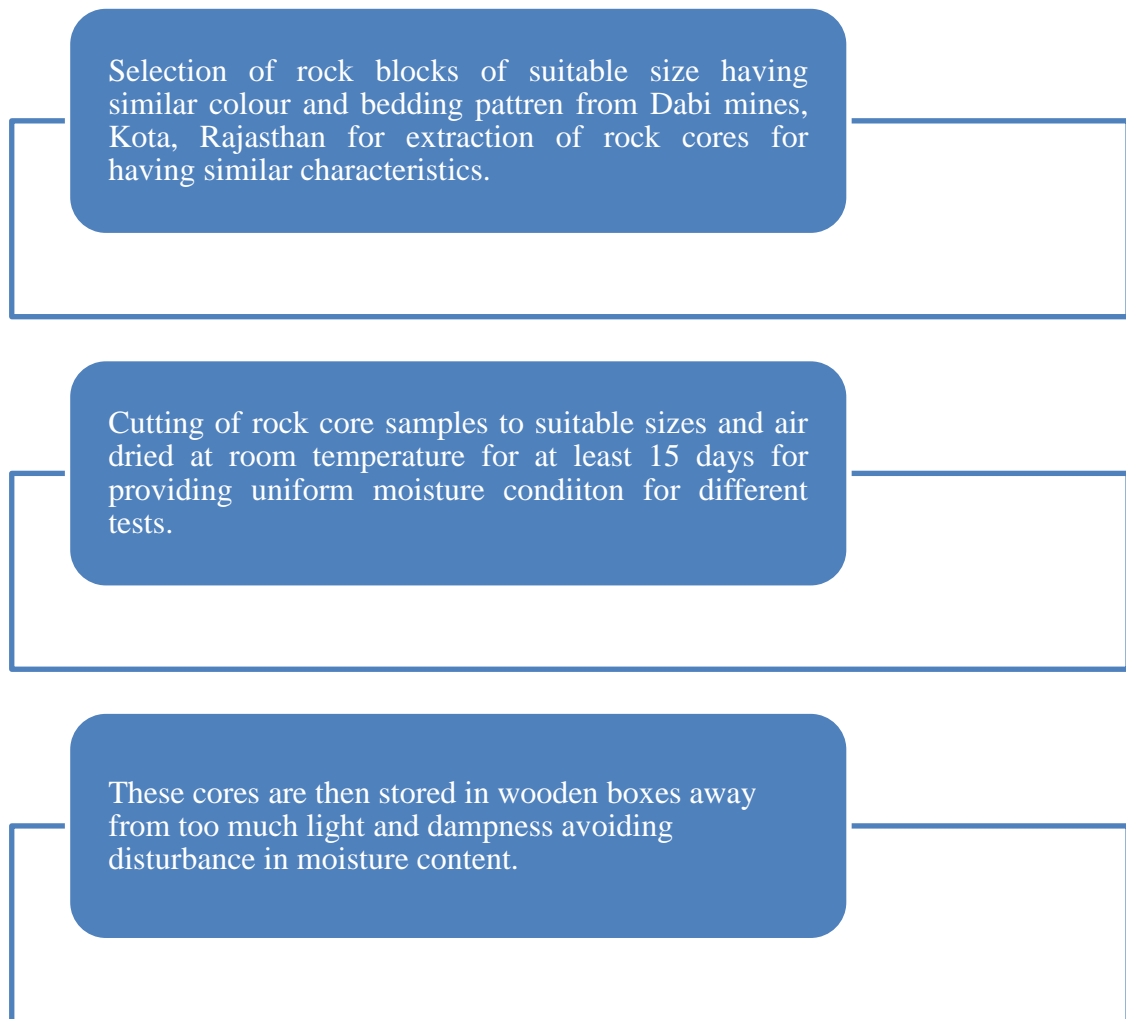 Selection of rock blocks of suitable size having
similar colour and bedding pattren from Dabi mines,
Kota, Rajasthan for extraction of rock cores for
having similar characteristics.
Cutting of rock core samples to suitable sizes and air
dried at room temperature for at least 15 days for
providing uniform moisture condiiton for different
tests.
These cores are then stored in wooden boxes away
from too much light and dampness avoiding
disturbance in moisture content.